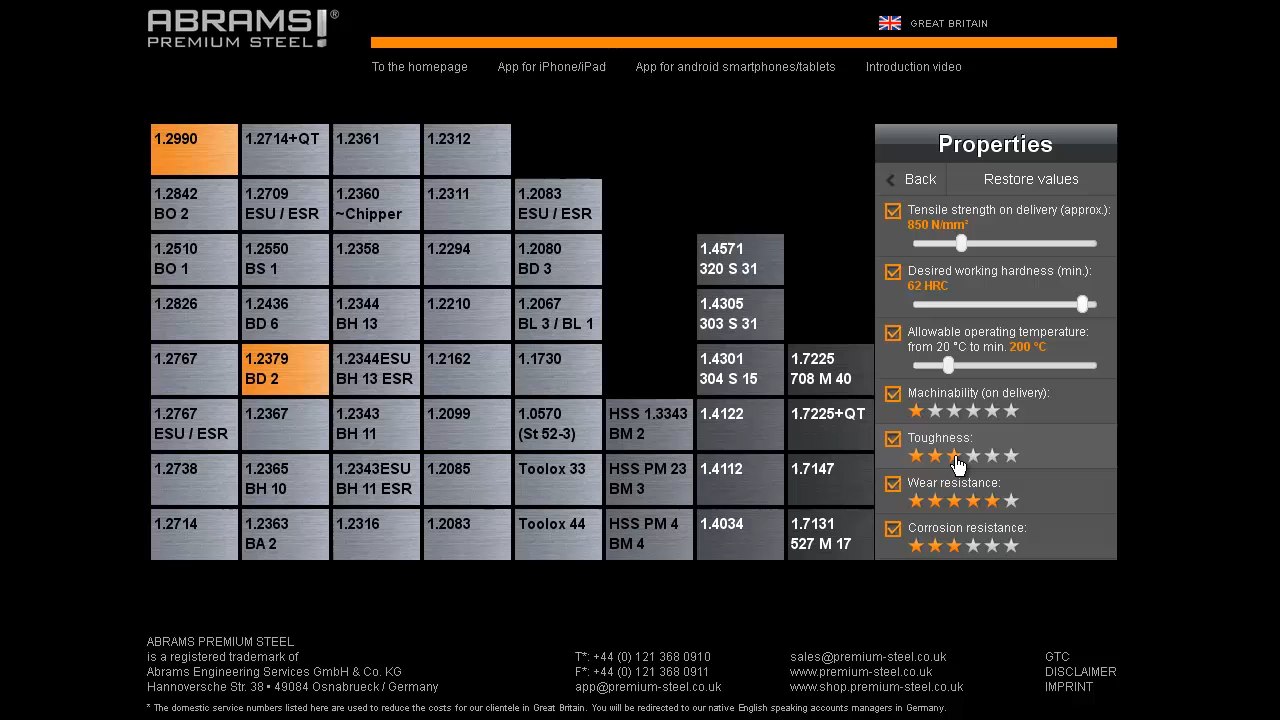 ABRAMS!®
PREMIUM STEEL
GREAT BRITAIN
To the homepage
App for iPhone/iPad
App for android smartphones/tablets
Introduction video
1.2990
1.2714+QT
1.2361
1.2312
1.2842
BO 2
1.2709
ESU / ESR
1.2360
~Chipper
1.2311
1.2083
ESU / ESR
1.2510
BO 1
1.2550
BS 1
1.2358
1.2294
1.2080
BD 3
1.4571
320 S 31
1.2826
1.2436
BD 6
1.2344
BH 13
1.2210
1.2067
BL 3 / BL 1
1.4305
303 S 31
1.2767
1.2379
BD 2
1.2344ESU
BH 13 ESR
1.2162
1.1730
1.4301
304 S 15
1.7225
708 M 40
1.2767
ESU / ESR
1.2367
1.2343
BH 11
1.2099
1.0570
(St 52-3)
HSS 1.3343
BM 2
1.4122
1.7225+QT
1.2738
1.2365
BH 10
1.2343ESU
BH 11 ESR
1.2085
Toolox 33
HSS PM 23
BM 3
1.4112
1.7147
1.2714
1.2363
BA 2
1.2316
1.2083
Toolox 44
HSS PM 4
BM 4
1.4034
1.7131
527 M 17
Properties
Back
Restore values
Tensile strength on delivery (approx.):
850 N/mm²
Desired working hardness (min.):
62 HRC
Allowable operating temperature:
from 20 °C to min. 200 °C
Machinability (on delivery):
Toughness:
Wear resistance:
Corrosion resistance:
ABRAMS PREMIUM STEEL
is a registered trademark of
Abrams Engineering Services GmbH & Co. KG
Hannoversche Str. 38 ▪ 49084 Osnabrueck / Germany
T*: +44 (0) 121 368 0910
F*: +44 (0) 121 368 0911
app@premium-steel.co.uk
sales@premium-steel.co.uk
www.premium-steel.co.uk
www.shop.premium-steel.co.uk
GTC
DISCLAIMER
IMPRINT
* The domestic service numbers listed here are used to reduce the costs for our clientele in Great Britain. You will be redirected to our native English speaking accounts managers in Germany.